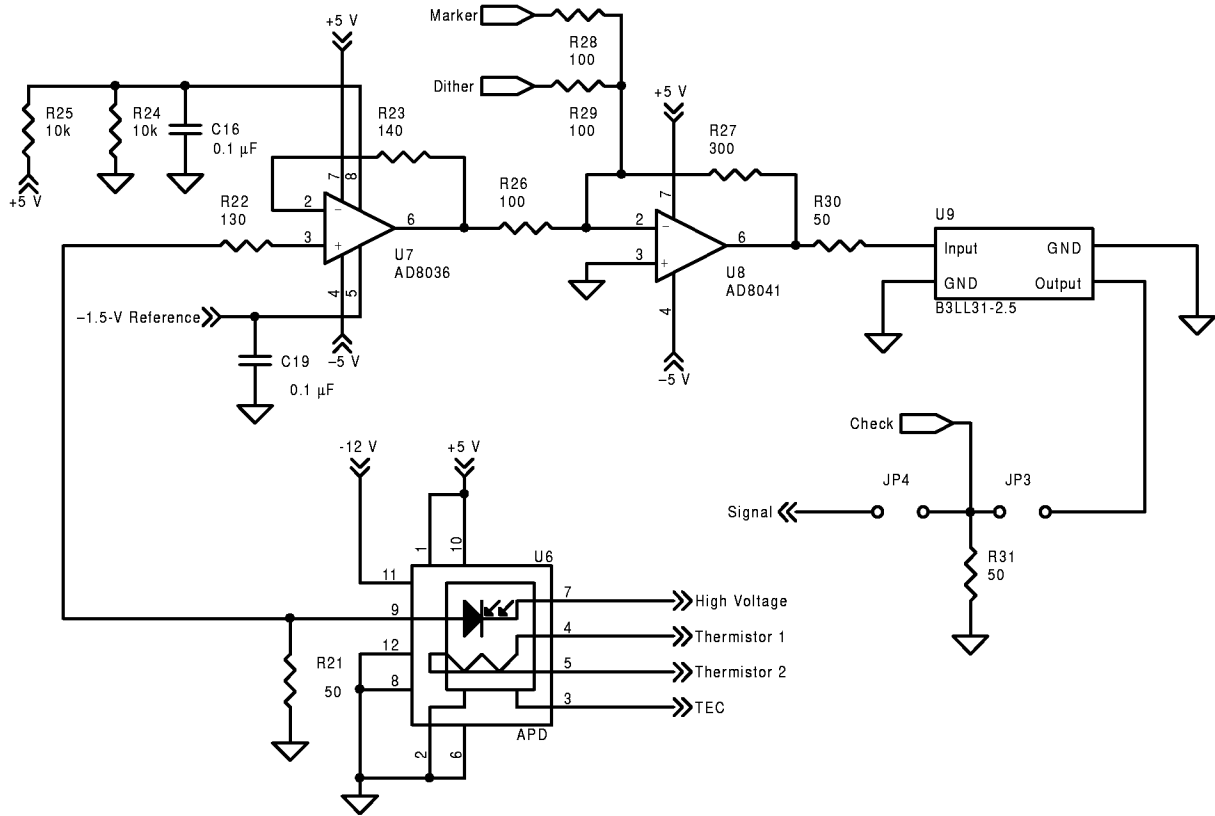 Marker
R28
100
Dither
R29
100
+5 V
R25
10k
R24
10k
C16
0.1 µF
+5 V
R23
140
7
8
2
3
6
4
5
R22
130
U7
AD8036
–1.5-V Reference
–5 V
C19
0.1 µF
R26
100
+5 V
R27
300
7
2
3
6
4
U8
AD8041
–5 V
R30
50
U9
Input
GND
GND
Output
B3LL31-2.5
Check
JP4
JP3
Signal
R31
50
-12 V
+5 V
1
10
U6
11
9
12
8
7
High Voltage
4
Thermistor 1
5
Thermistor 2
3
TEC
R21
50
2
6
APD